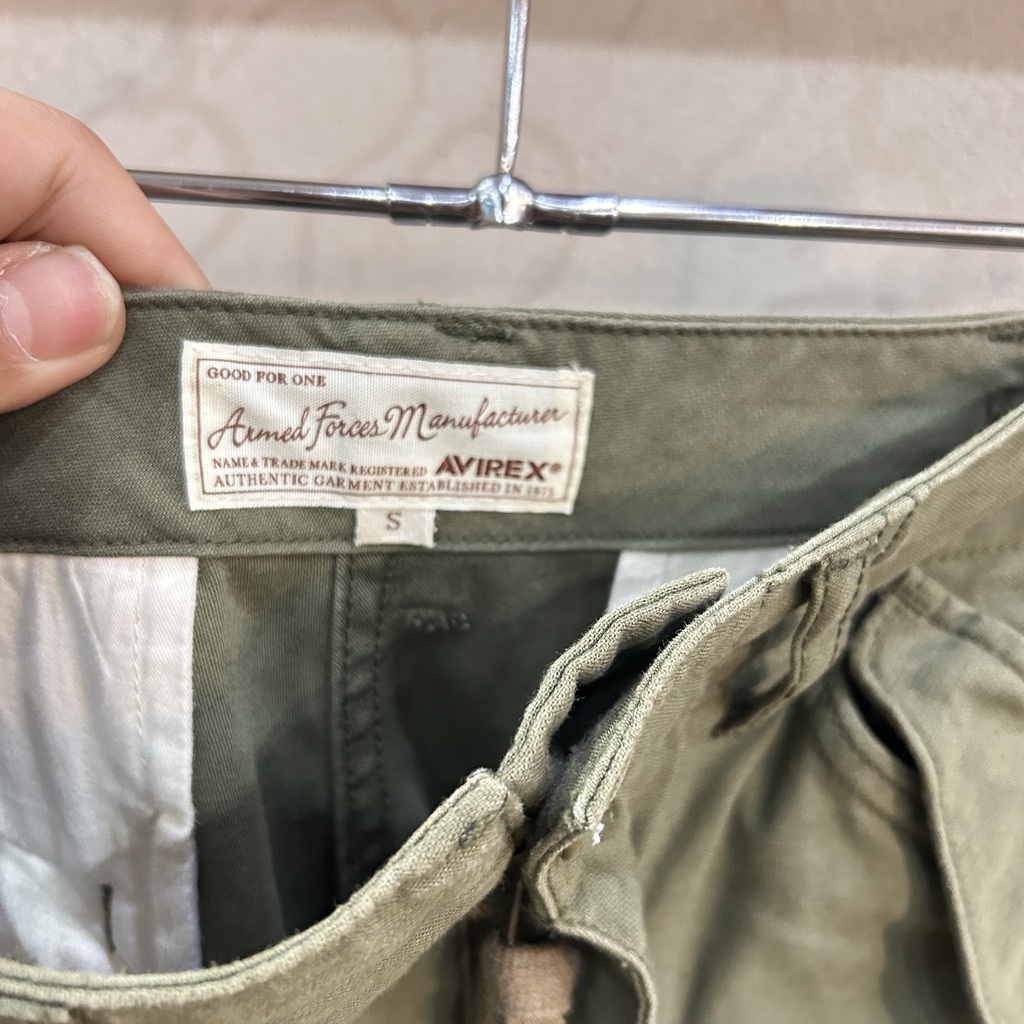 GOOD FOR ONE
Armed Forces Manufacturer
NAME & TRADE MARK REGISTERED AVIREX®
AUTHENTIC GARMENT ESTABLISHED IN 1975
S